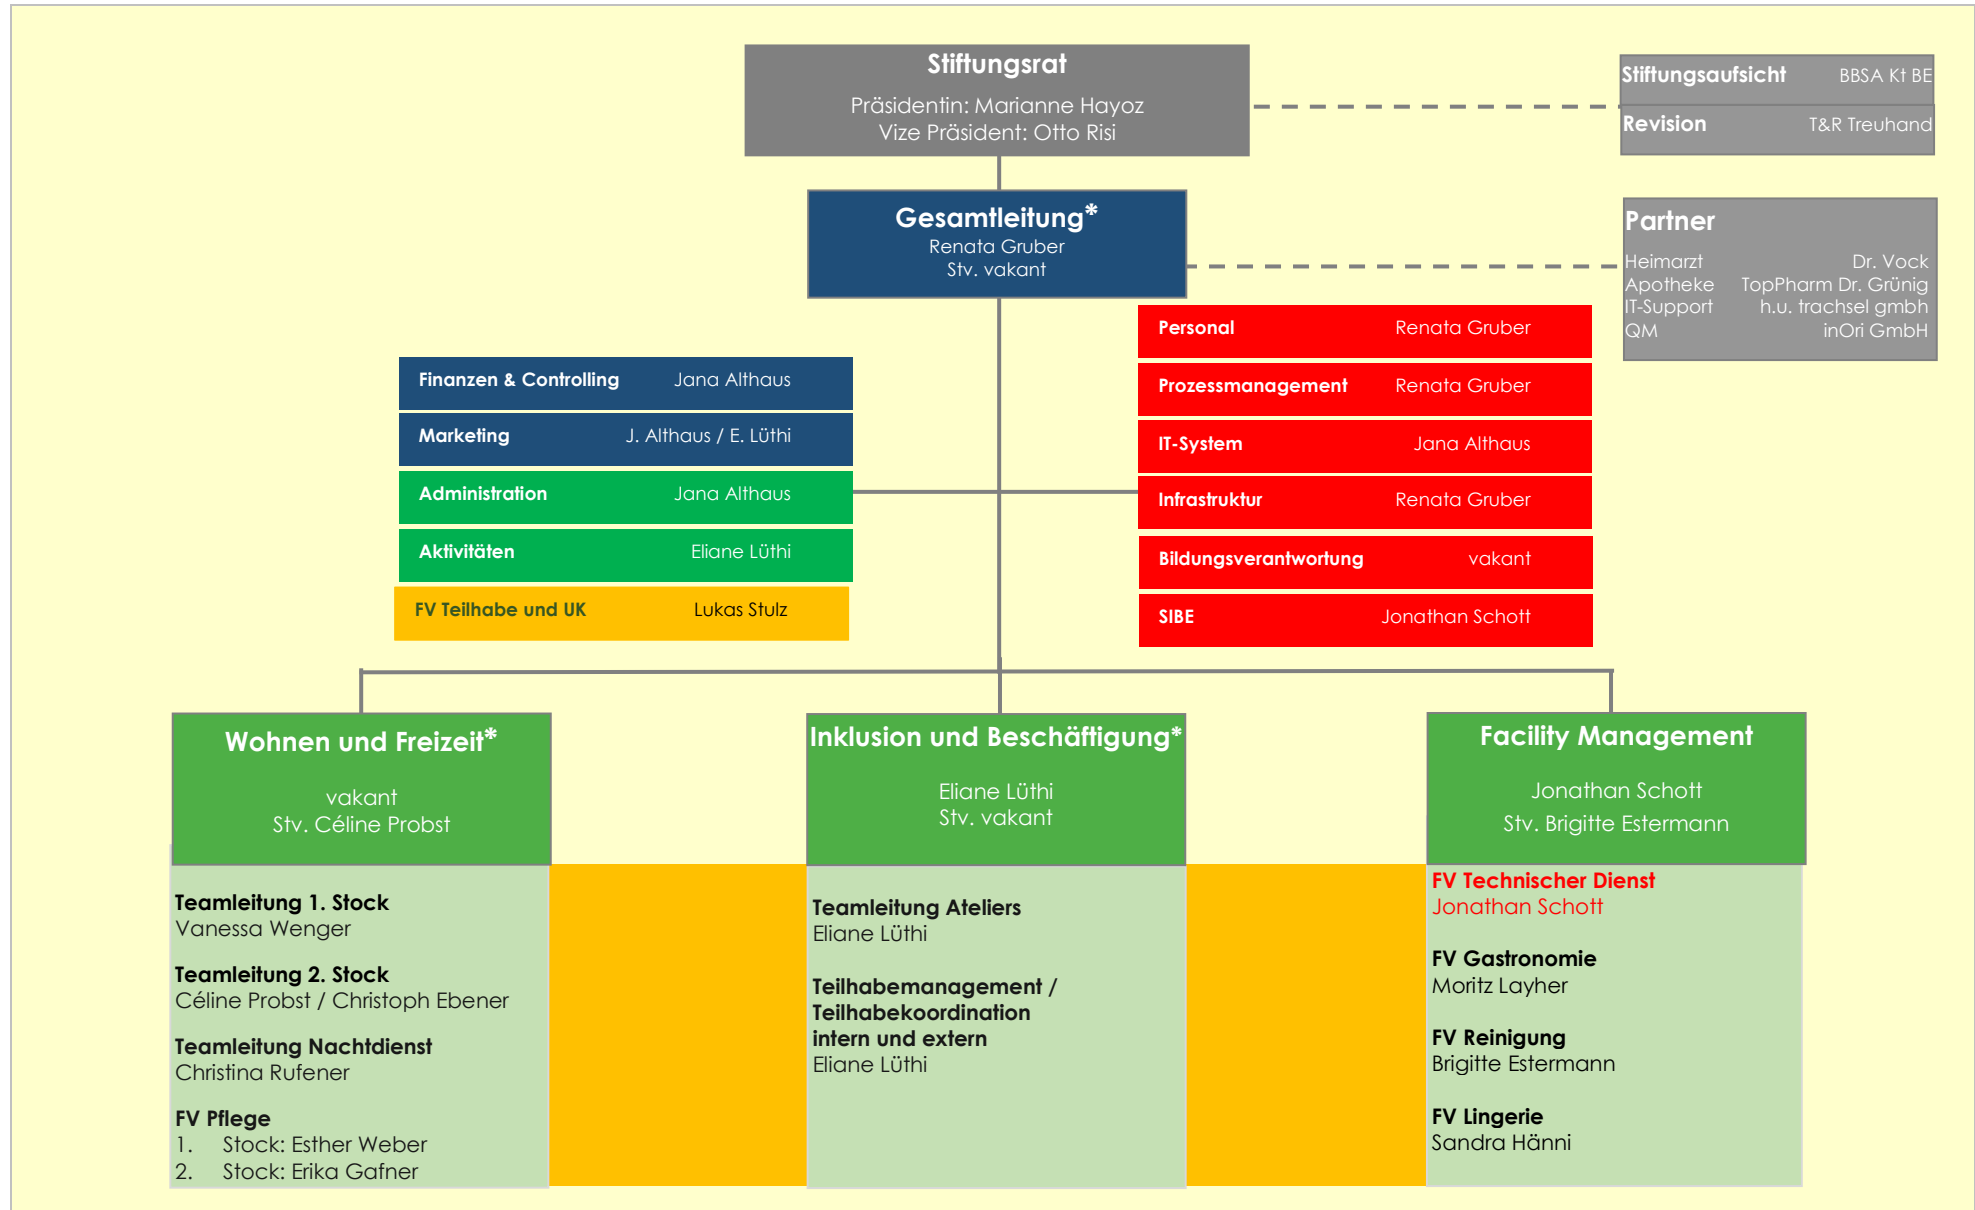 Stiftungsrat
Präsidentin: Marianne Hayoz
Vize Präsident: Otto Risi
Stiftungsaufsicht BBSA Kt BE
Revision T&R Treuhand
Gesamtleitung*
Renata Gruber
Stv. vakant
Partner
Heimarzt Dr. Vock
Apotheke TopPharm Dr. Grünig
IT-Support h.u. trachsel gmbh
QM inOri GmbH
Finanzen & Controlling Jana Althaus
Marketing J. Althaus / E. Lüthi
Administration Jana Althaus
Aktivitäten Eliane Lüthi
FV Teilhabe und UK Lukas Stulz
Personal Renata Gruber
Prozessmanagement Renata Gruber
IT-System Jana Althaus
Infrastruktur Renata Gruber
Bildungsverantwortung vakant
SIBE Jonathan Schott
Wohnen und Freizeit*
vakant
Stv. Céline Probst
Teamleitung 1. Stock
Vanessa Wenger
Teamleitung 2. Stock
Céline Probst / Christoph Ebener
Teamleitung Nachtdienst
Christina Rufener
FV Pflege
1. Stock: Esther Weber
2. Stock: Erika Gafner
Inklusion und Beschäftigung*
Eliane Lüthi
Stv. vakant
Teamleitung Ateliers
Eliane Lüthi
Teilhabemanagement /
Teilhabekoordination
intern und extern
Eliane Lüthi
Facility Management
Jonathan Schott
Stv. Brigitte Estermann
FV Technischer Dienst
Jonathan Schott
FV Gastronomie
Moritz Layher
FV Reinigung
Brigitte Estermann
FV Lingerie
Sandra Hänni